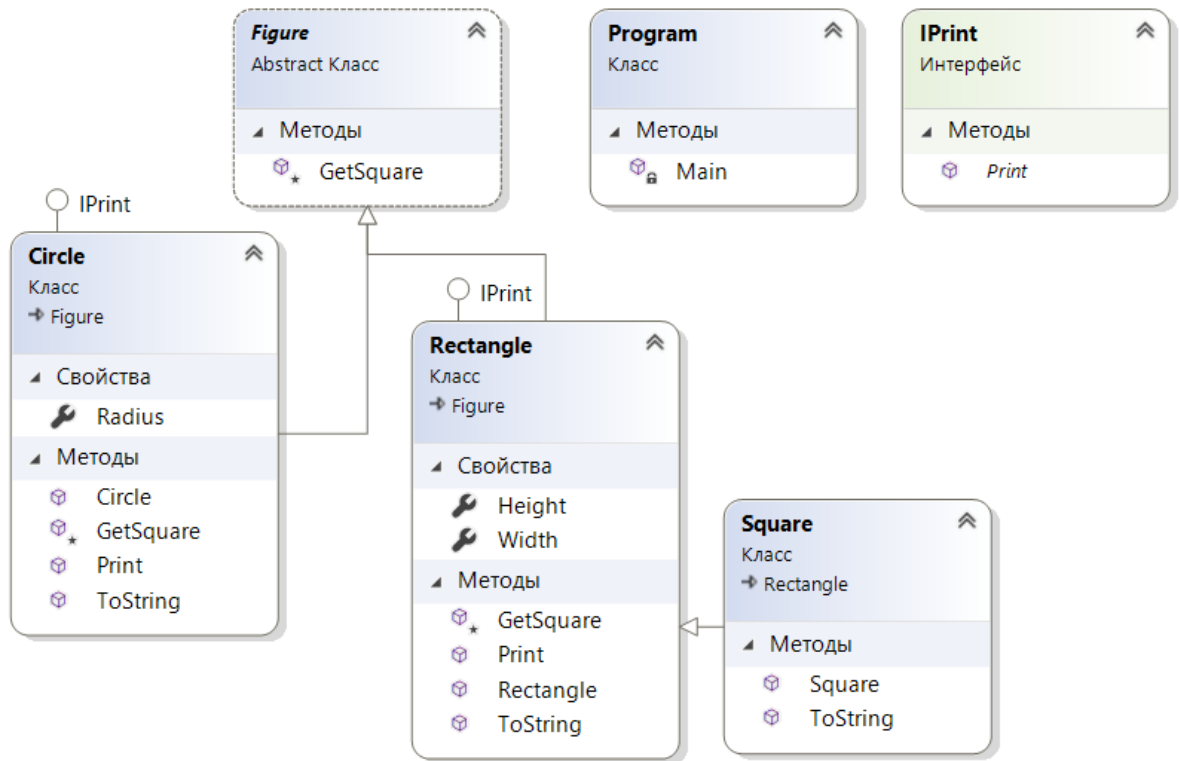 Figure
Abstract Класс
Методы
GetSquare
Program
Класс
Методы
Main
IPrint
Интерфейс
Методы
Print
IPrint
Circle
Класс
Figure
Свойства
Radius
Методы
Circle
GetSquare
Print
ToString
IPrint
Rectangle
Класс
Figure
Свойства
Height
Width
Методы
GetSquare
Print
Rectangle
ToString
Square
Класс
Rectangle
Методы
Square
ToString